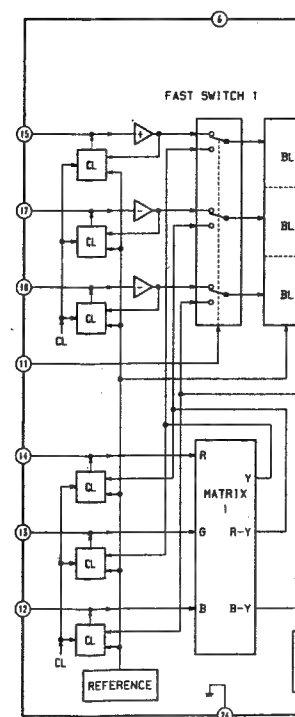 6
FAST SWITCH 1
15
+
CL
BL
17
-
CL
BL
18
-
CL
BL
CL
11
14
R
Y
CL
MATRIX
1
13
G
R-Y
CL
12
B
B-Y
CL
CL
REFERENCE
24